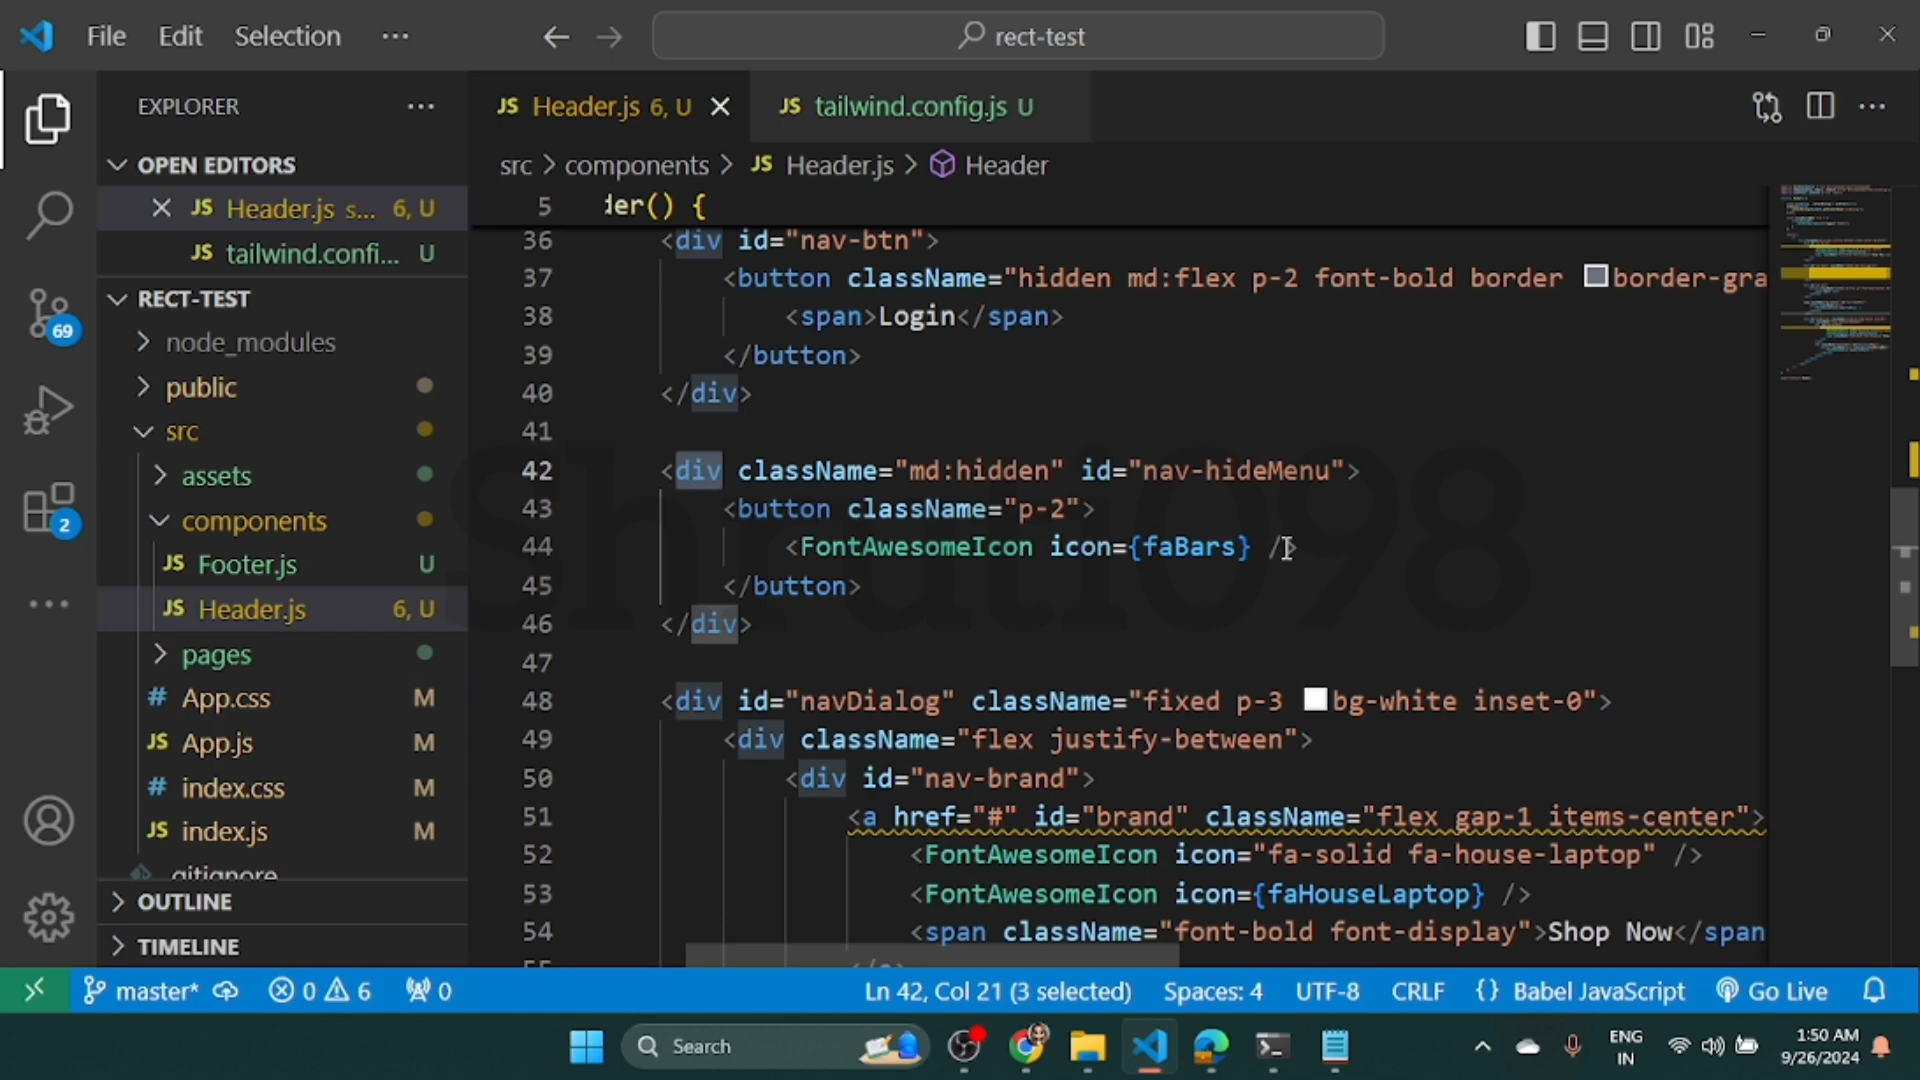 File Edit Selection ···
rect-test
EXPLORER
OPEN EDITORS
JS Header.js s... 6, U
JS tailwind.confi... U
RECT-TEST
node_modules
public
src
assets
components
JS Footer.js U
JS Header.js 6, U
pages
# App.css M
JS App.js M
# index.css M
JS index.js M
.gitignore
OUTLINE
TIMELINE
69
2
JS Header.js 6, U
JS tailwind.config.js U
src > components > JS Header.js > Header
5 der() {
36 <div id="nav-btn">
37 <button className="hidden md:flex p-2 font-bold border border-gra
38 <span>Login</span>
39 </button>
40 </div>
41
42 <div className="md:hidden" id="nav-hideMenu">
43 <button className="p-2">
44 <FontAwesomeIcon icon={faBars} />
45 </button>
46 </div>
47
48 <div id="navDialog" className="fixed p-3 bg-white inset-0">
49 <div className="flex justify-between">
50 <div id="nav-brand">
51 <a href="#" id="brand" className="flex gap-1 items-center">
52 <FontAwesomeIcon icon="fa-solid fa-house-laptop" />
53 <FontAwesomeIcon icon={faHouseLaptop} />
54 <span className="font-bold font-display">Shop Now</span
Shruti098
master* 0 6 0
Ln 42, Col 21 (3 selected) Spaces: 4 UTF-8 CRLF {} Babel JavaScript Go Live
Search
ENG
IN
1:50 AM
9/26/2024